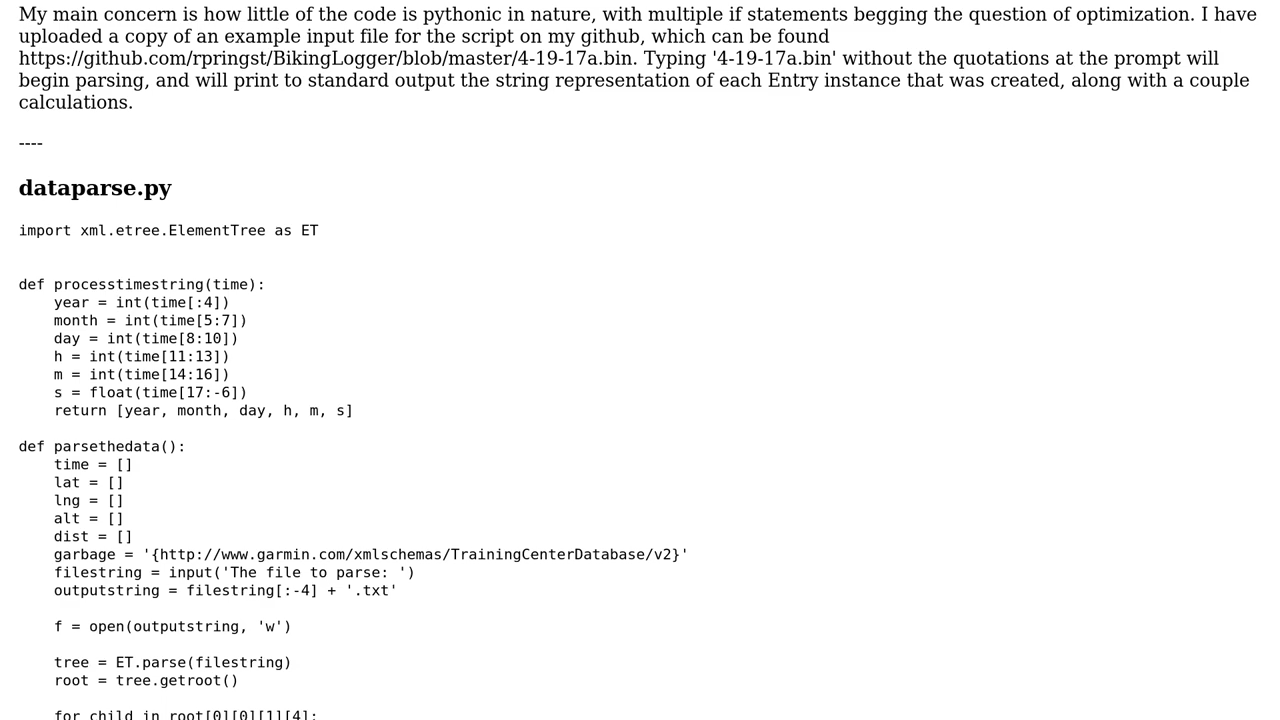 My main concern is how little of the code is pythonic in nature, with multiple if statements begging the question of optimization. I have
uploaded a copy of an example input file for the script on my github, which can be found
https://github.com/rpringst/BikingLogger/blob/master/4-19-17a.bin. Typing '4-19-17a.bin' without the quotations at the prompt will
begin parsing, and will print to standard output the string representation of each Entry instance that was created, along with a couple
calculations.
----
dataparse.py
import xml.etree.ElementTree as ET
def processtimestring(time):
    year = int(time[:4])
    month = int(time[5:7])
    day = int(time[8:10])
    h = int(time[11:13])
    m = int(time[14:16])
    s = float(time[17:-6])
    return [year, month, day, h, m, s]
def parsethedata():
    time = []
    lat = []
    lng = []
    alt = []
    dist = []
    garbage = '{http://www.garmin.com/xmlschemas/TrainingCenterDatabase/v2}'
    filestring = input('The file to parse: ')
    outputstring = filestring[:-4] + '.txt'
    f = open(outputstring, 'w')
    tree = ET.parse(filestring)
    root = tree.getroot()
    for child in root[0][0][1][4]: